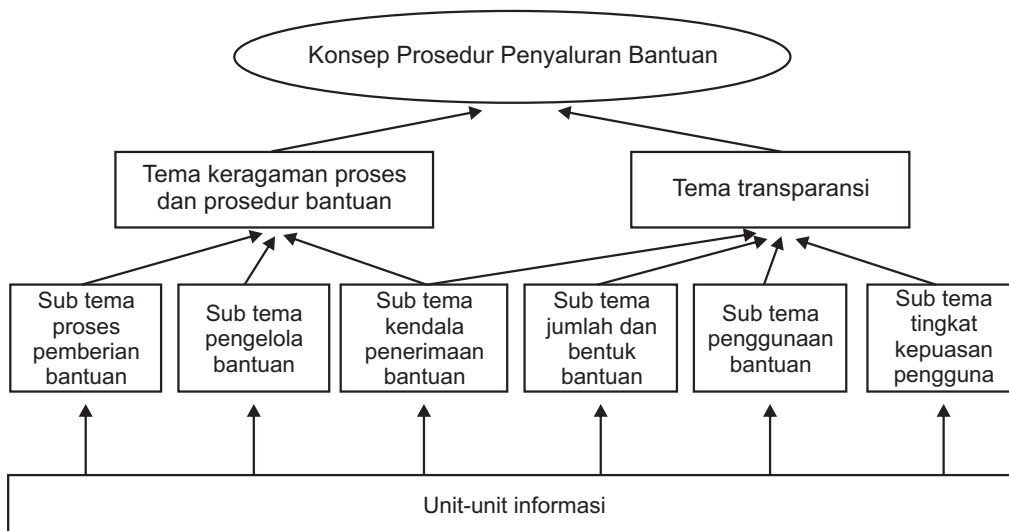 Konsep Prosedur Penyaluran Bantuan
Tema keragaman proses
dan prosedur bantuan
Tema transparansi
Sub tema
proses
pemberian
bantuan
Sub tema
pengelola
bantuan
Sub tema
kendala
penerimaan
bantuan
Sub tema
jumlah dan
bentuk
bantuan
Sub tema
penggunaan
bantuan
Sub tema
tingkat
kepuasan
pengguna
Unit-unit informasi